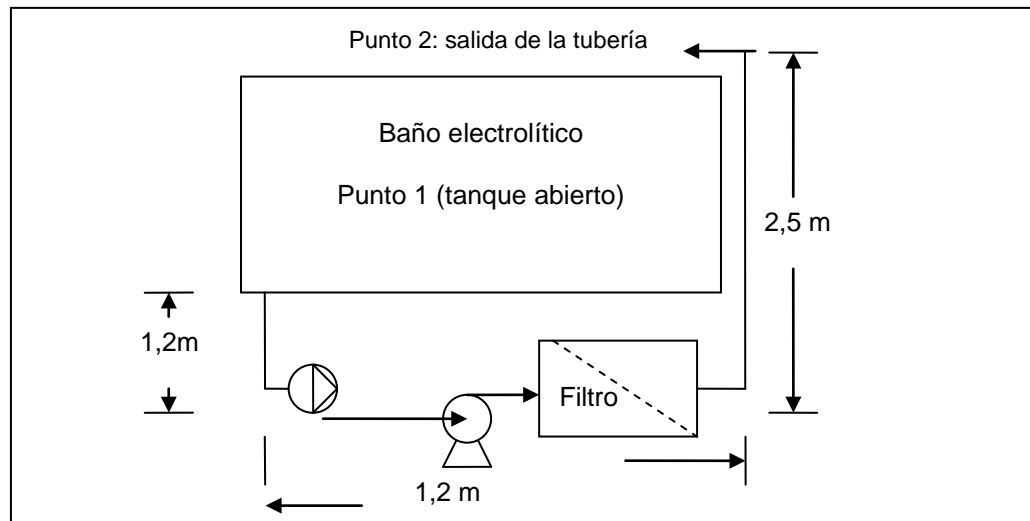 Punto 2: salida de la tubería
Baño electrolítico
Punto 1 (tanque abierto)
2,5 m
1,2m
Filtro
1,2 m